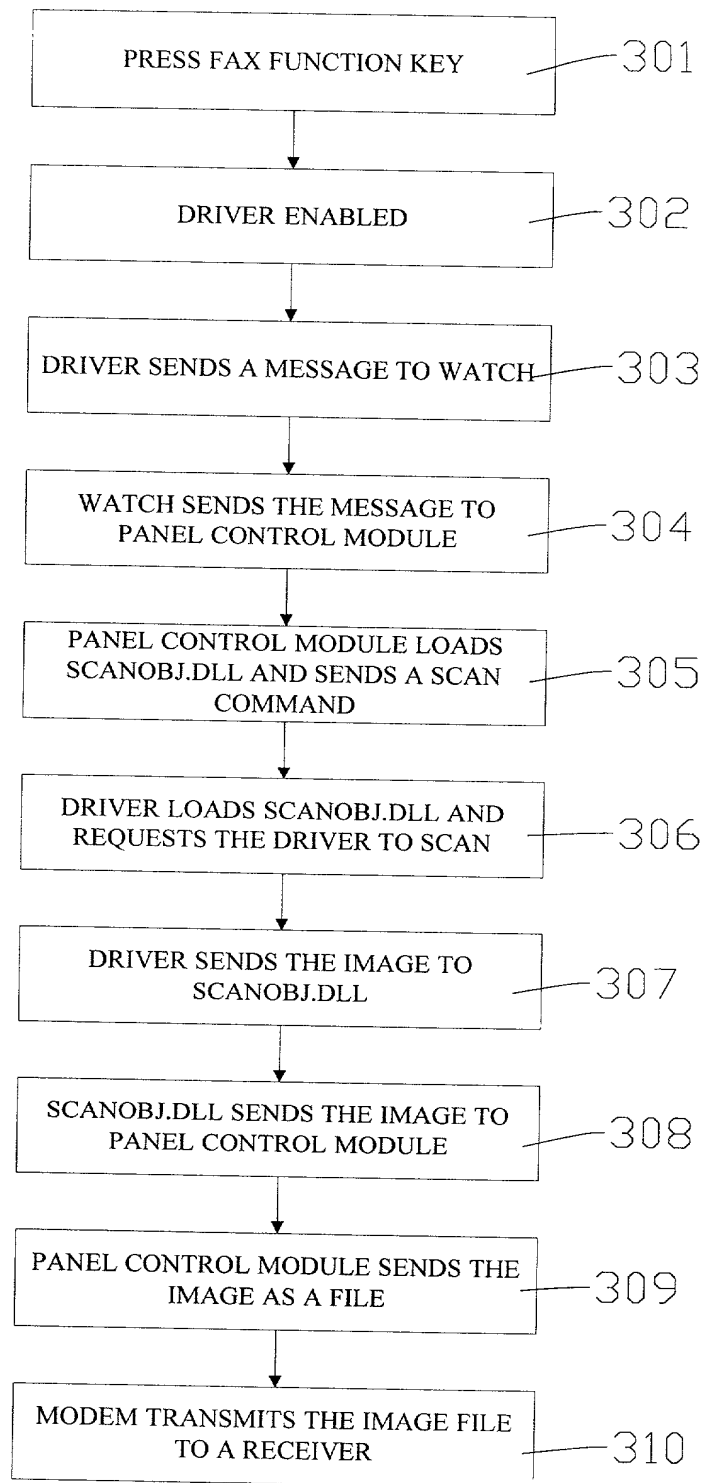 PRESS FAX FUNCTION KEY
301
DRIVER ENABLED
302
DRIVER SENDS A MESSAGE TO WATCH
303
WATCH SENDS THE MESSAGE TO
PANEL CONTROL MODULE
304
PANEL CONTROL MODULE LOADS
SCANOBJ.DLL AND SENDS A SCAN
COMMAND
305
DRIVER LOADS SCANOBJ.DLL AND
REQUESTS THE DRIVER TO SCAN
306
DRIVER SENDS THE IMAGE TO
SCANOBJ.DLL
307
SCANOBJ.DLL SENDS THE IMAGE TO
PANEL CONTROL MODULE
308
PANEL CONTROL MODULE SENDS THE
IMAGE AS A FILE
309
MODEM TRANSMITS THE IMAGE FILE
TO A RECEIVER
310